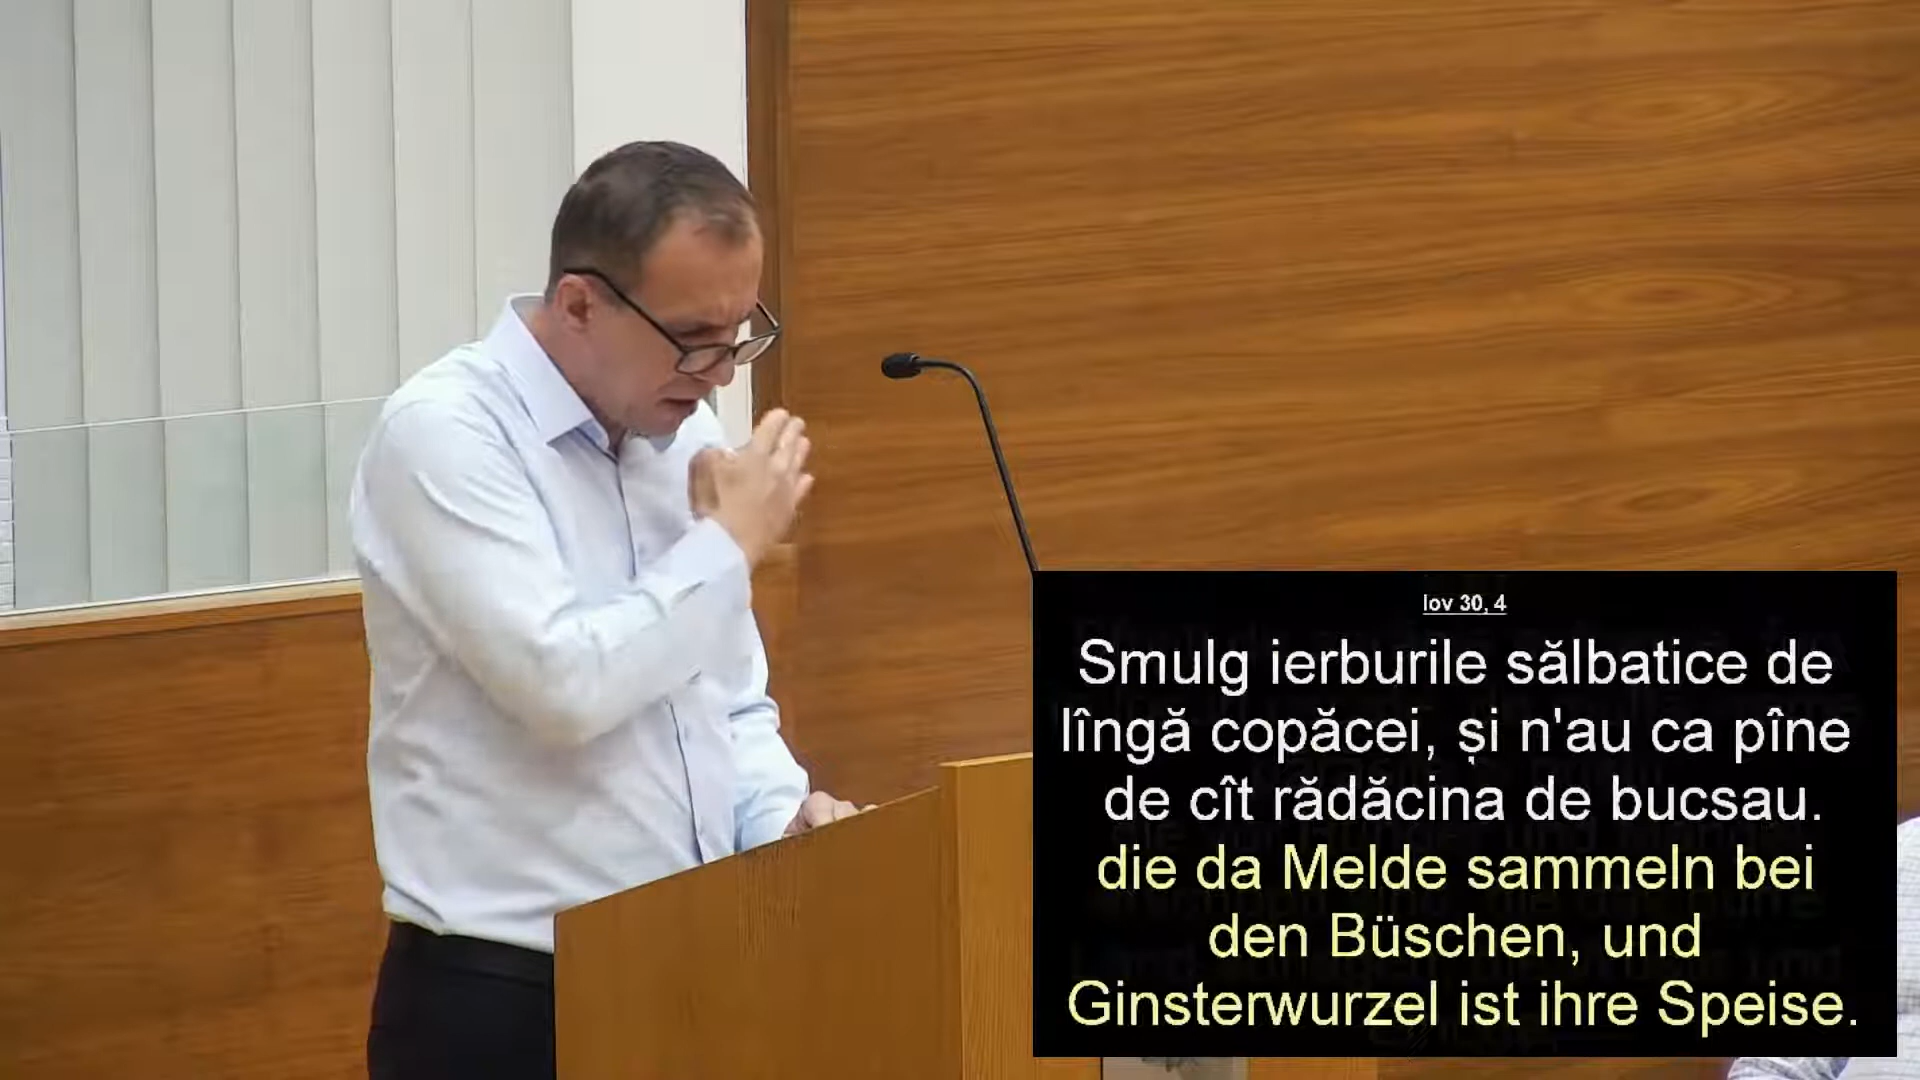 Iov 30, 4
Smulg ierburile sălbatice de
lîngă copăcei, și n'au ca pîne
de cît rădăcina de bucsau.
die da Melde sammeln bei
den Büschen, und
Ginsterwurzel ist ihre Speise.